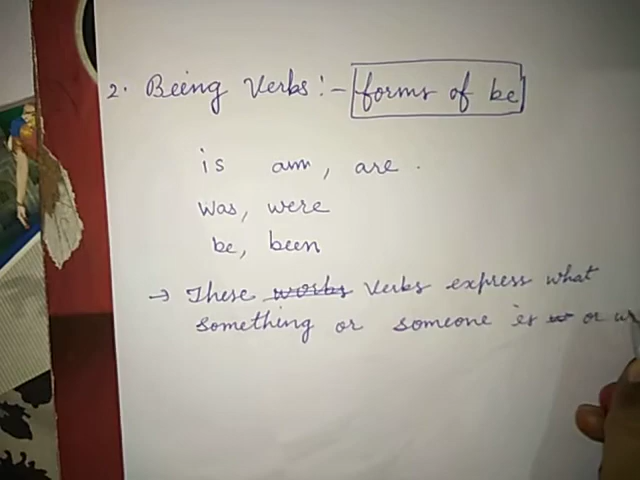 2. Being Verbs :- forms of be
is am, are.
was, were
be, been
→ These works verbs express what
something or someone is w or w